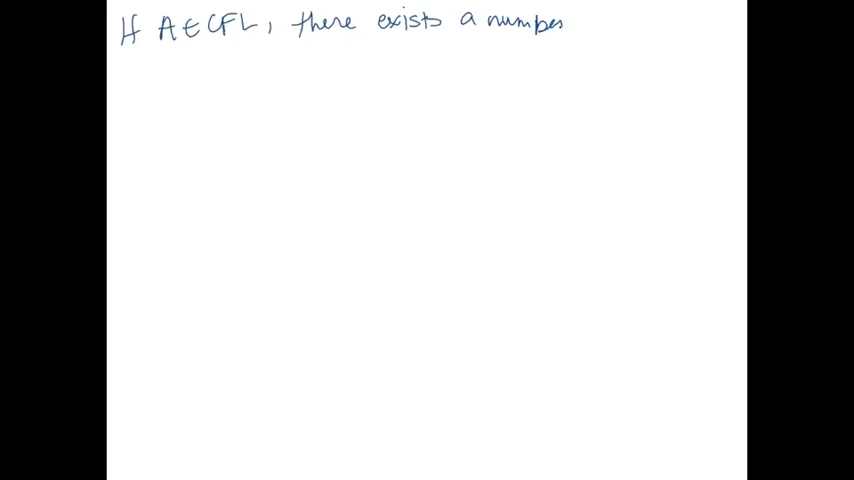 If A ∈ CFL, there exists a number